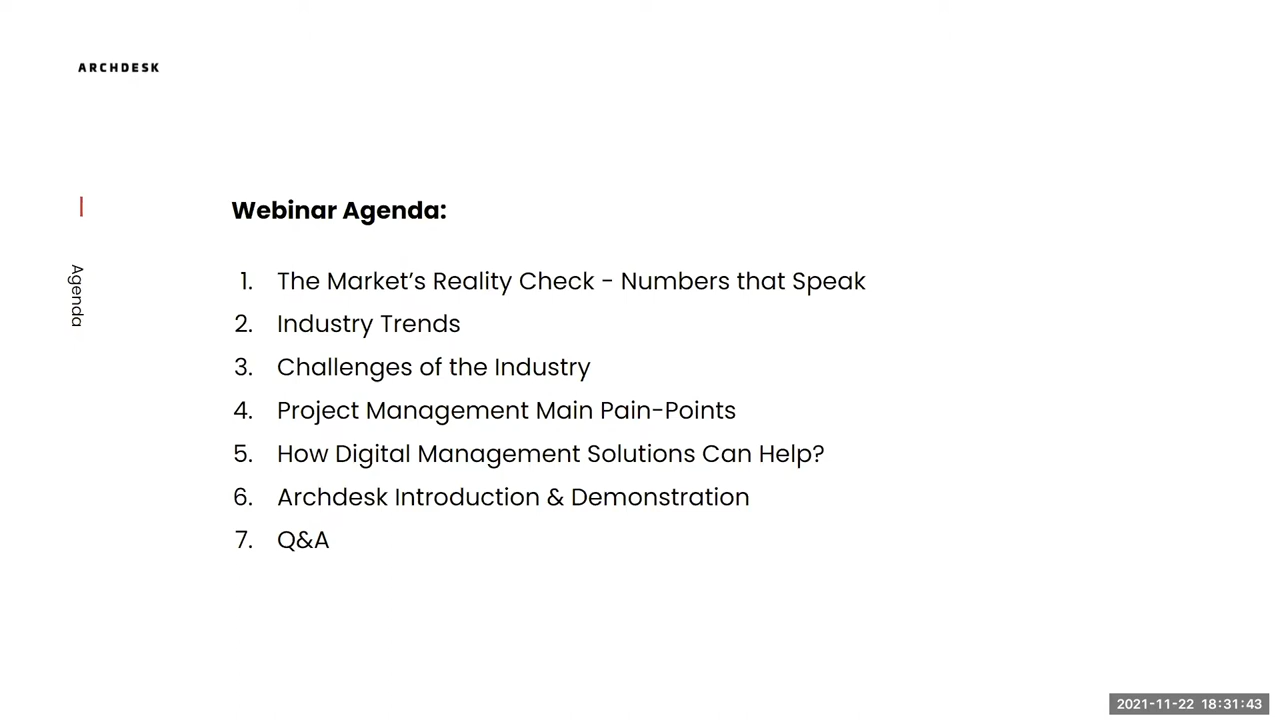 ARCHDESK
Agenda
Webinar Agenda:
1. The Market’s Reality Check - Numbers that Speak
2. Industry Trends
3. Challenges of the Industry
4. Project Management Main Pain-Points
5. How Digital Management Solutions Can Help?
6. Archdesk Introduction & Demonstration
7. Q&A
2021-11-22 18:31:43